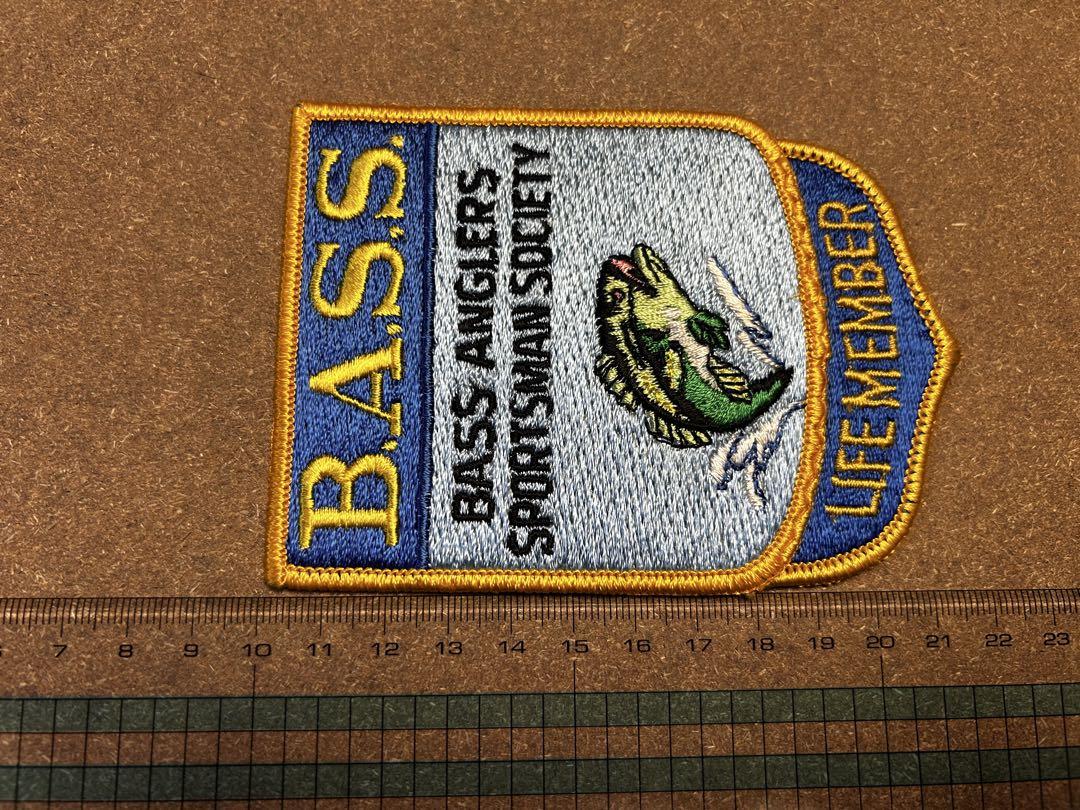 B.A.S.S.
BASS ANGLERS
SPORTSMAN SOCIETY
LIFE MEMBER
7 8 9 10 11 12 13 14 15 16 17 18 19 20 21 22 23